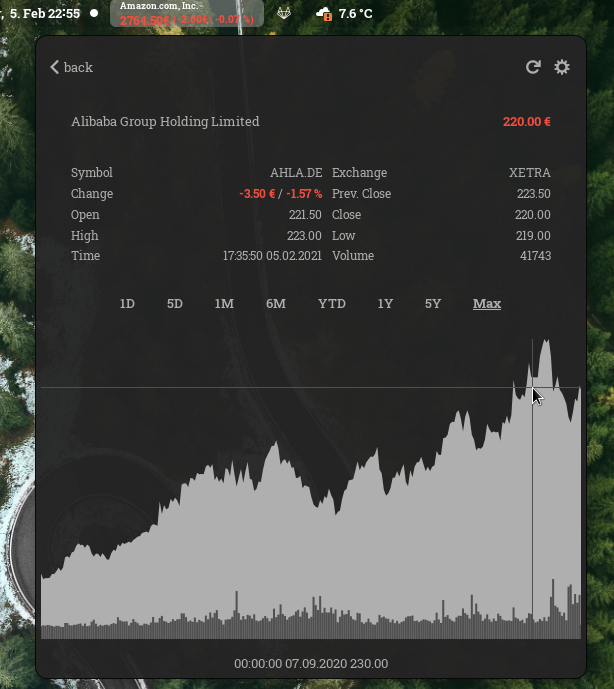 5. Feb 22:55
Amazon.com, Inc.
2764.50€ (-2.00€ | -0.07 %)
7.6 °C
back
Alibaba Group Holding Limited 220.00 €
Symbol AHLA.DE Exchange XETRA
Change -3.50 € / -1.57 % Prev. Close 223.50
Open 221.50 Close 220.00
High 223.00 Low 219.00
Time 17:35:50 05.02.2021 Volume 41743
1D 5D 1M 6M YTD 1Y 5Y Max
00:00:00 07.09.2020 230.00